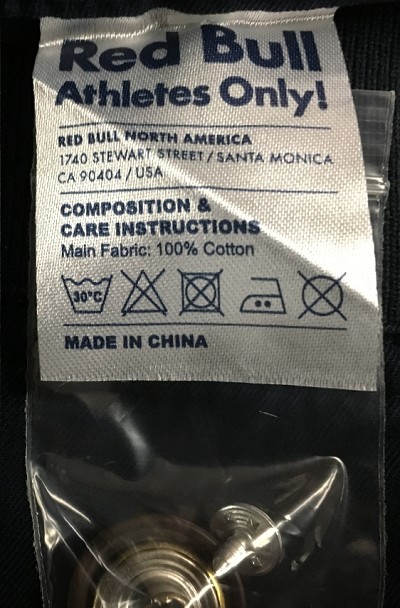 Red Bull
Athletes Only!
RED BULL NORTH AMERICA
1740 STEWART STREET / SANTA MONICA
CA 90404 / USA
COMPOSITION &
CARE INSTRUCTIONS
Main Fabric: 100% Cotton
30°C
MADE IN CHINA